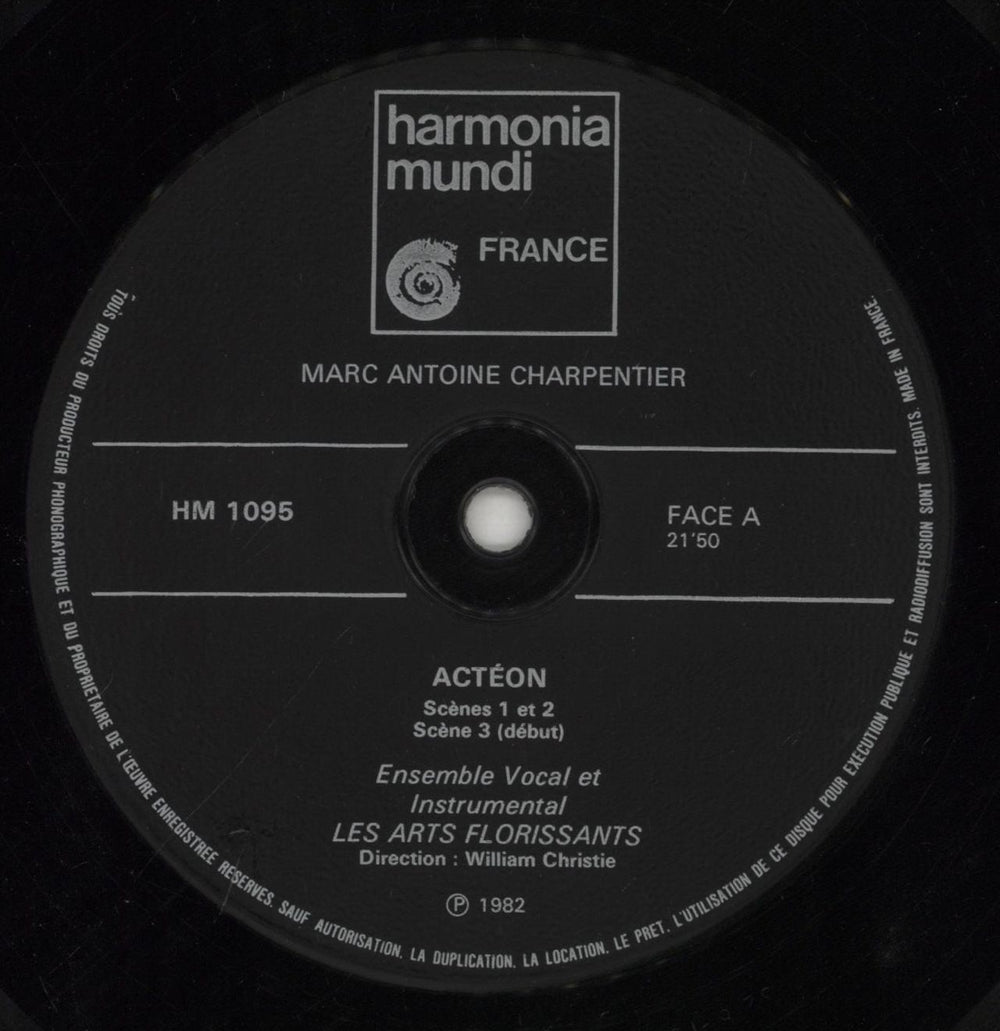 harmonia
mundi
FRANCE
MARC ANTOINE CHARPENTIER
HM 1095
FACE A
21'50
ACTÉON
Scènes 1 et 2
Scène 3 (début)
Ensemble Vocal et
Instrumental
LES ARTS FLORISSANTS
Direction : William Christie
℗ 1982
TOUS DROITS DU PRODUCTEUR PHONOGRAPHIQUE ET DU PROPRIETAIRE DE L'ŒUVRE ENREGISTREE RESERVES. SAUF AUTORISATION, LA DUPLICATION, LA LOCATION, LE PRET, L'UTILISATION DE CE DISQUE POUR EXECUTION PUBLIQUE ET RADIODIFFUSION SONT INTERDITS. MADE IN FRANCE.